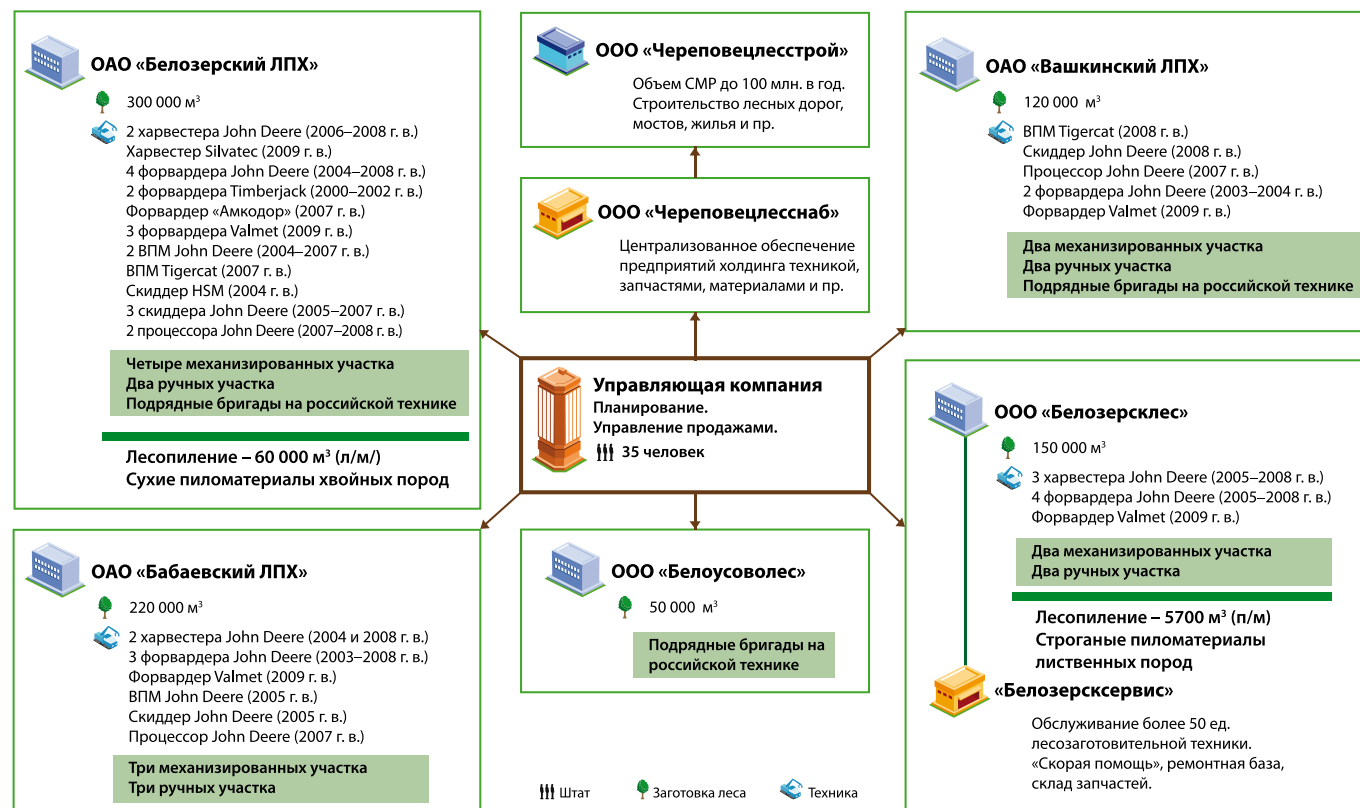 ОАО «Белозерский ЛПХ»
300 000 м³
2 харвестера John Deere (2006–2008 г. в.)
Харвестер Silvatec (2009 г. в.)
4 форвардера John Deere (2004–2008 г. в.)
2 форвардера Timberjack (2000–2002 г. в.)
Форвардер «Амкодор» (2007 г. в.)
3 форвардера Valmet (2009 г. в.)
2 ВПМ John Deere (2004–2007 г. в.)
ВПМ Tigercat (2007 г. в.)
Скиддер HSM (2004 г. в.)
3 скиддера John Deere (2005–2007 г. в.)
2 процессора John Deere (2007–2008 г. в.)
Четыре механизированных участка
Два ручных участка
Подрядные бригады на российской технике
Лесопиление – 60 000 м³ (л/м/)
Сухие пиломатериалы хвойных пород
ООО «Череповецлесстрой»
Объем СМР до 100 млн. в год.
Строительство лесных дорог,
мостов, жилья и пр.
ООО «Череповецлесснаб»
Централизованное обеспечение
предприятий холдинга техникой,
запчастями, материалами и пр.
ОАО «Вашкинский ЛПХ»
120 000 м³
ВПМ Tigercat (2008 г. в.)
Скиддер John Deere (2008 г. в.)
Процессор John Deere (2007 г. в.)
2 форвардера John Deere (2003–2004 г. в.)
Форвардер Valmet (2009 г. в.)
Два механизированных участка
Два ручных участка
Подрядные бригады на российской технике
Управляющая компания
Планирование.
Управление продажами.
35 человек
ООО «Белозерсклес»
150 000 м³
3 харвестера John Deere (2005–2008 г. в.)
4 форвардера John Deere (2005–2008 г. в.)
Форвардер Valmet (2009 г. в.)
Два механизированных участка
Два ручных участка
Лесопиление – 5700 м³ (п/м)
Строганые пиломатериалы
лиственных пород
«Белозерсксервис»
Обслуживание более 50 ед.
лесозаготовительной техники.
«Скорая помощь», ремонтная база,
склад запчастей.
ОАО «Бабаевский ЛПХ»
220 000 м³
2 харвестера John Deere (2004 и 2008 г. в.)
3 форвардера John Deere (2003–2008 г. в.)
Форвардер Valmet (2009 г. в.)
ВПМ John Deere (2005 г. в.)
Скиддер John Deere (2005 г. в.)
Процессор John Deere (2007 г. в.)
Три механизированных участка
Три ручных участка
ООО «Белоусоволес»
50 000 м³
Подрядные бригады на
российской технике
Штат
Заготовка леса
Техника